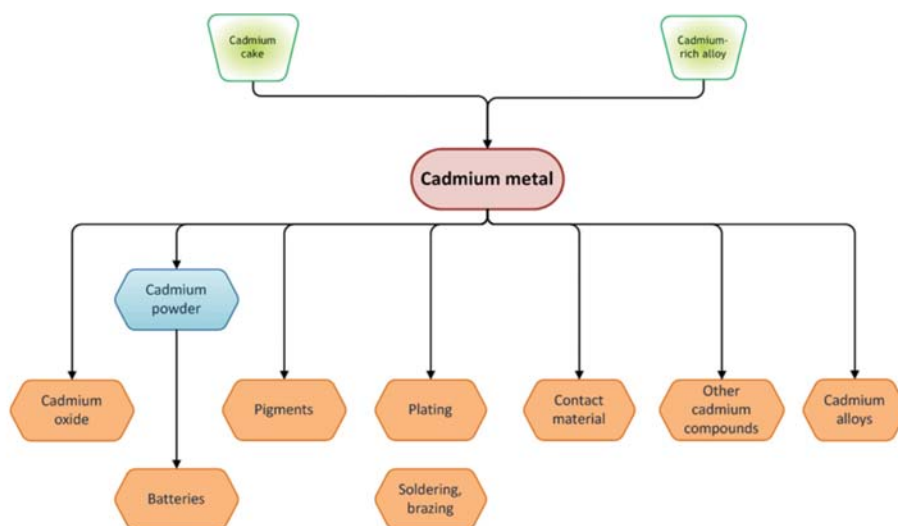 Cadmium
cake
Cadmium-
rich alloy
Cadmium metal
Cadmium
powder
Cadmium
oxide
Pigments
Plating
Contact
material
Other
cadmium
compounds
Cadmium
alloys
Batteries
Soldering,
brazing